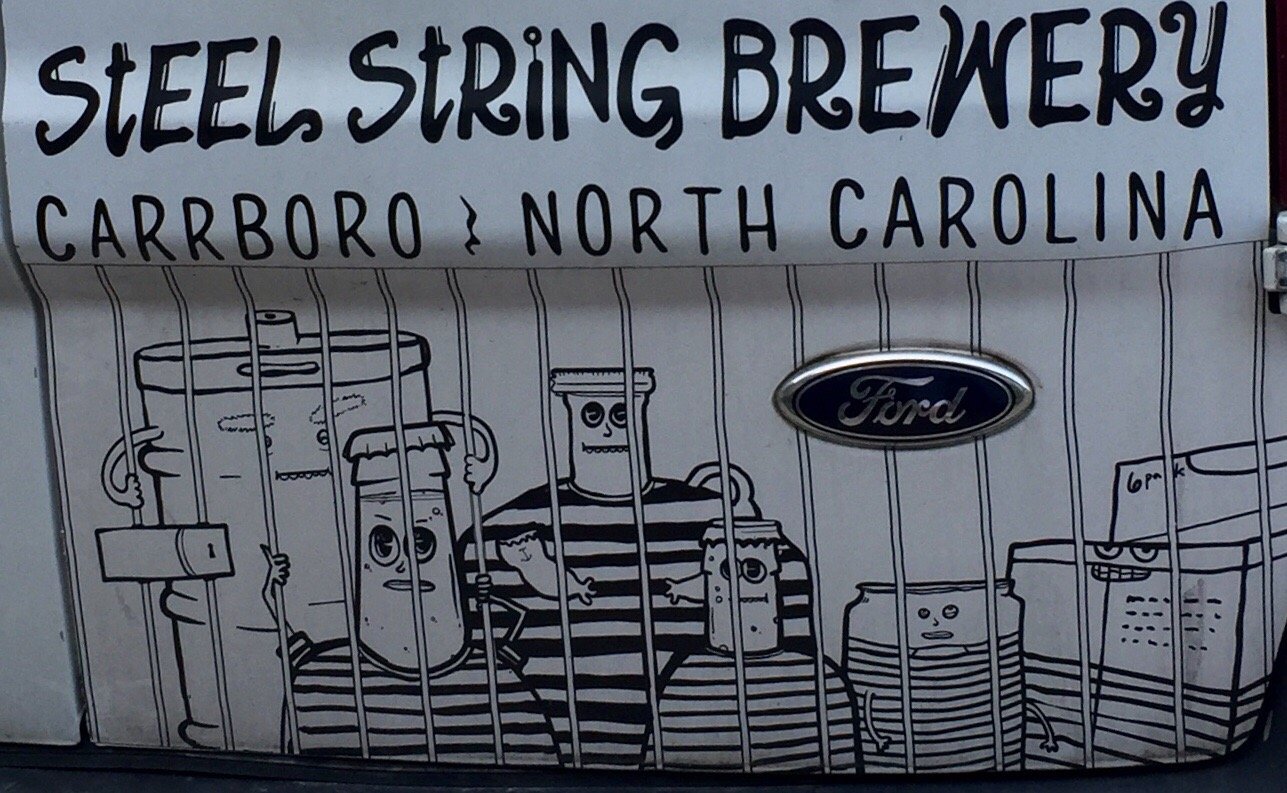 STEEL STRING BREWERY
CARRBORO NORTH CAROLINA
Ford
6 pack